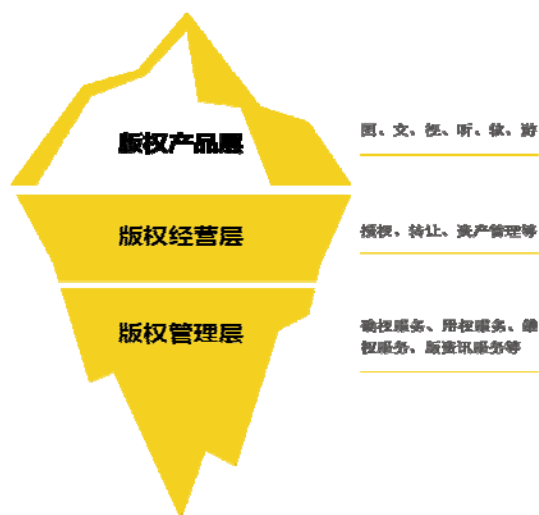 版权产品层
图、文、视、听、软、游
版权经营层
授权、转让、资产管理等
版权管理层
确权服务、用权服务、维
权服务、版资讯服务等